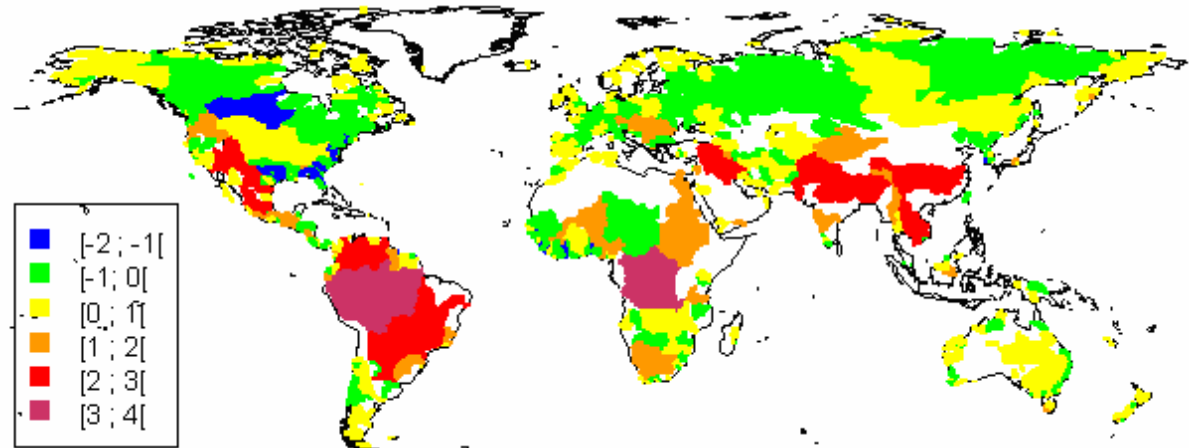 [-2 ; -1[
[-1 ; 0[
[0 ; 1[
[1 ; 2[
[2 ; 3[
[3 ; 4[